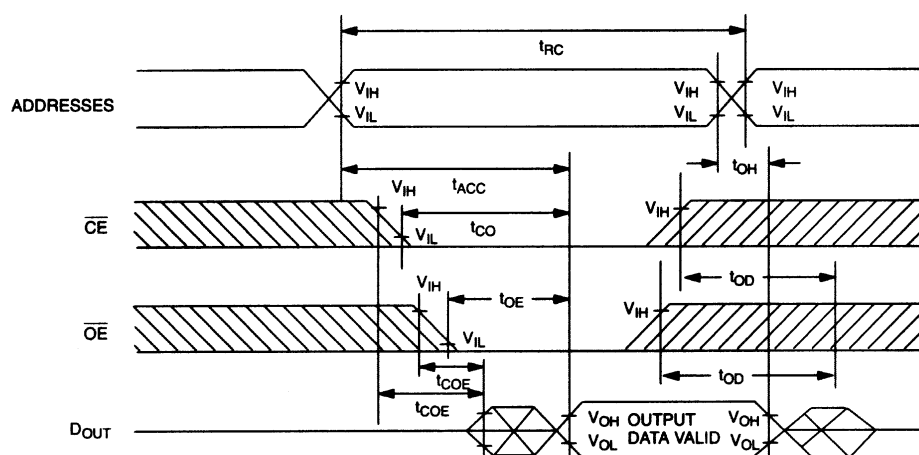 tRC
ADDRESSES
VIH VIH VIH
VIL VIL VIL
tOH
tACC
VIH
CE VIH
tCO
VIL
tOD
VIH
tOE
OE VIH
VIL
tCOE tOD
tCOE
DOUT
VOH OUTPUT VOH
VOL DATA VALID VOL